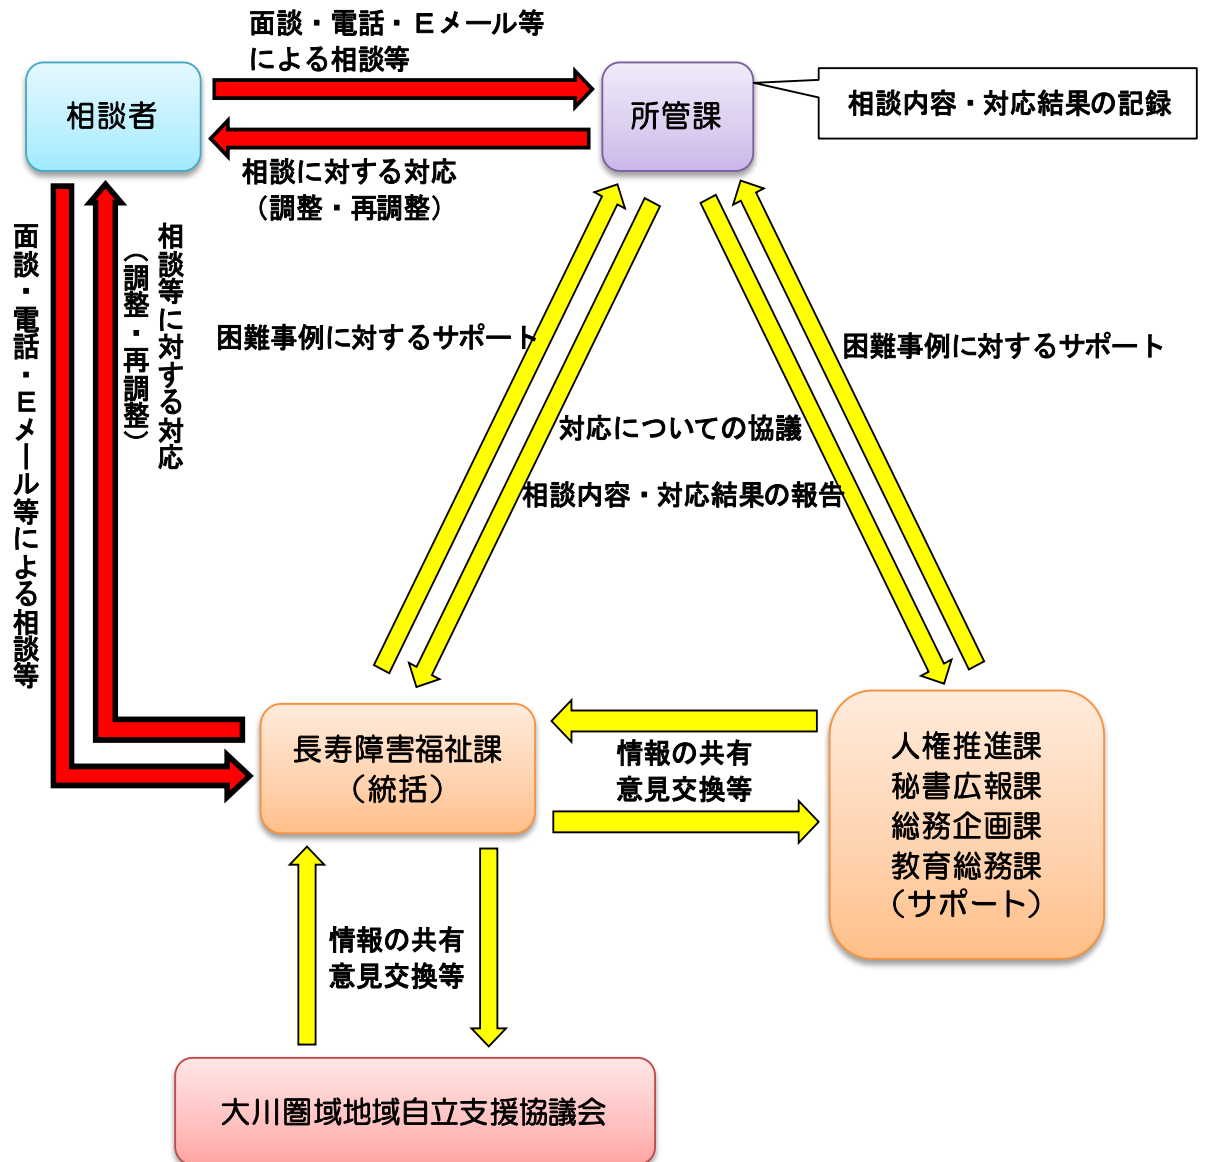 面談・電話・Eメール等
による相談等
相談者
所管課
相談内容・対応結果の記録
相談に対する対応
（調整・再調整）
面談・電話・Eメール等による相談等
相談等に対する対応
（調整・再調整）
困難事例に対するサポート
困難事例に対するサポート
対応についての協議
相談内容・対応結果の報告
長寿障害福祉課
（統括）
情報の共有
意見交換等
人権推進課
秘書広報課
総務企画課
教育総務課
（サポート）
情報の共有
意見交換等
大川圏域地域自立支援協議会